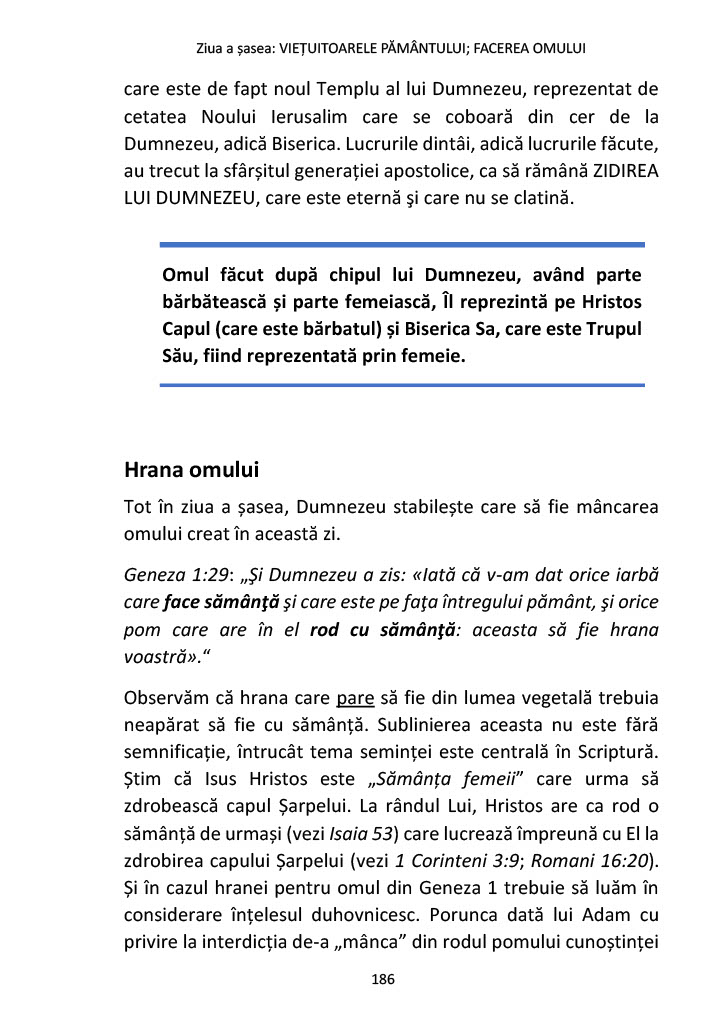 Ziua a șasea: VIEȚUITOARELE PĂMÂNTULUI; FACEREA OMULUI
care este de fapt noul Templu al lui Dumnezeu, reprezentat de
cetatea Noului Ierusalim care se coboară din cer de la
Dumnezeu, adică Biserica. Lucrurile dintâi, adică lucrurile făcute,
au trecut la sfârșitul generației apostolice, ca să rămână ZIDIREA
LUI DUMNEZEU, care este eternă şi care nu se clatină.
Omul făcut după chipul lui Dumnezeu, având parte
bărbătească și parte femeiască, Îl reprezintă pe Hristos
Capul (care este bărbatul) și Biserica Sa, care este Trupul
Său, fiind reprezentată prin femeie.
Hrana omului
Tot în ziua a șasea, Dumnezeu stabilește care să fie mâncarea
omului creat în această zi.
Geneza 1:29: „Şi Dumnezeu a zis: «Iată că v-am dat orice iarbă
care face sămânţă şi care este pe faţa întregului pământ, şi orice
pom care are în el rod cu sămânţă: aceasta să fie hrana
voastră».“
Observăm că hrana care pare să fie din lumea vegetală trebuia
neapărat să fie cu sământă. Sublinierea aceasta nu este fără
semnificație, întrucât tema seminței este centrală în Scriptură.
Știm că Isus Hristos este „Sămânța femeii” care urma să
zdrobească capul Șarpelui. La rândul Lui, Hristos are ca rod o
sămânță de urmași (vezi Isaia 53) care lucrează împreună cu El la
zdrobirea capului Șarpelui (vezi 1 Corinteni 3:9; Romani 16:20).
Și în cazul hranei pentru omul din Geneza 1 trebuie să luăm în
considerare înțelesul duhovnicesc. Porunca dată lui Adam cu
privire la interdicția de-a „mânca” din rodul pomului cunoștinței
186